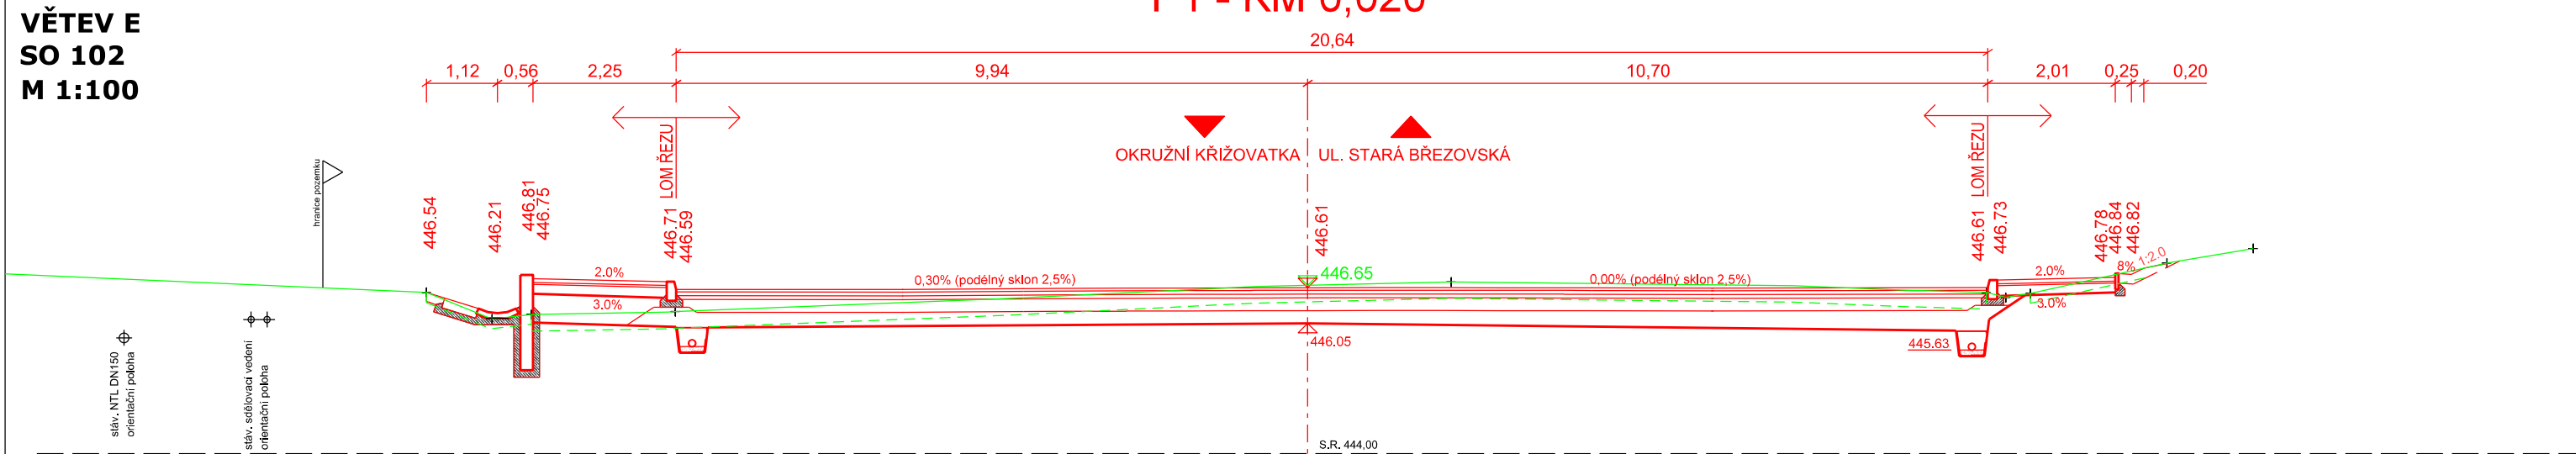 VĚTEV E
SO 102
M 1:100
20,64
1,12 0,56 2,25 9,94 10,70 2,01 0,25 0,20
OKRUŽNÍ KŘIŽOVATKA UL. STARÁ BŘEZOVSKÁ
LOM ŘEZU
LOM ŘEZU
hranice pozemku
446.54
446.21
446.81
446.75
446.71
446.59
446.61
446.61
446.73
446.78
446.84
446.82
2.0%
3.0%
0,30% (podélný sklon 2,5%)
446.65
0,00% (podélný sklon 2,5%)
2.0%
3.0%
8%
1:2.0
446.05
445.63
stáv. NTL DN150
orientační poloha
stáv. sdělovací vedení
orientační poloha
S.R. 444,00